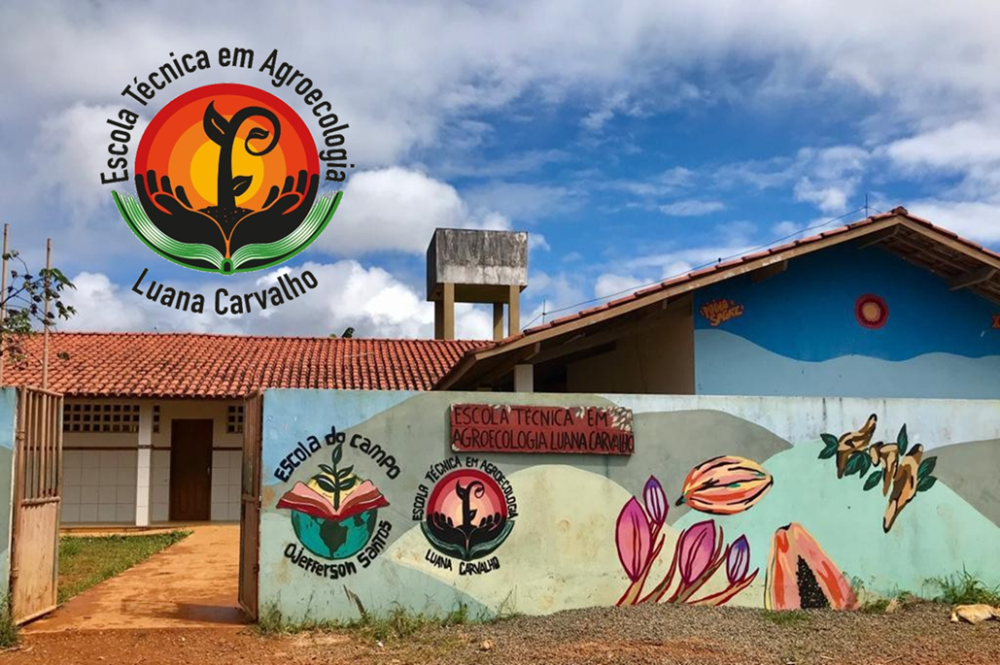 Escola Técnica em Agroecologia
Luana Carvalho
ESCOLA TÉCNICA EM
AGROECOLOGIA LUANA CARVALHO
ESCOLA DO CAMPO
DJEFFERSON SANTOS
ESCOLA TÉCNICA EM AGROECOLOGIA
LUANA CARVALHO